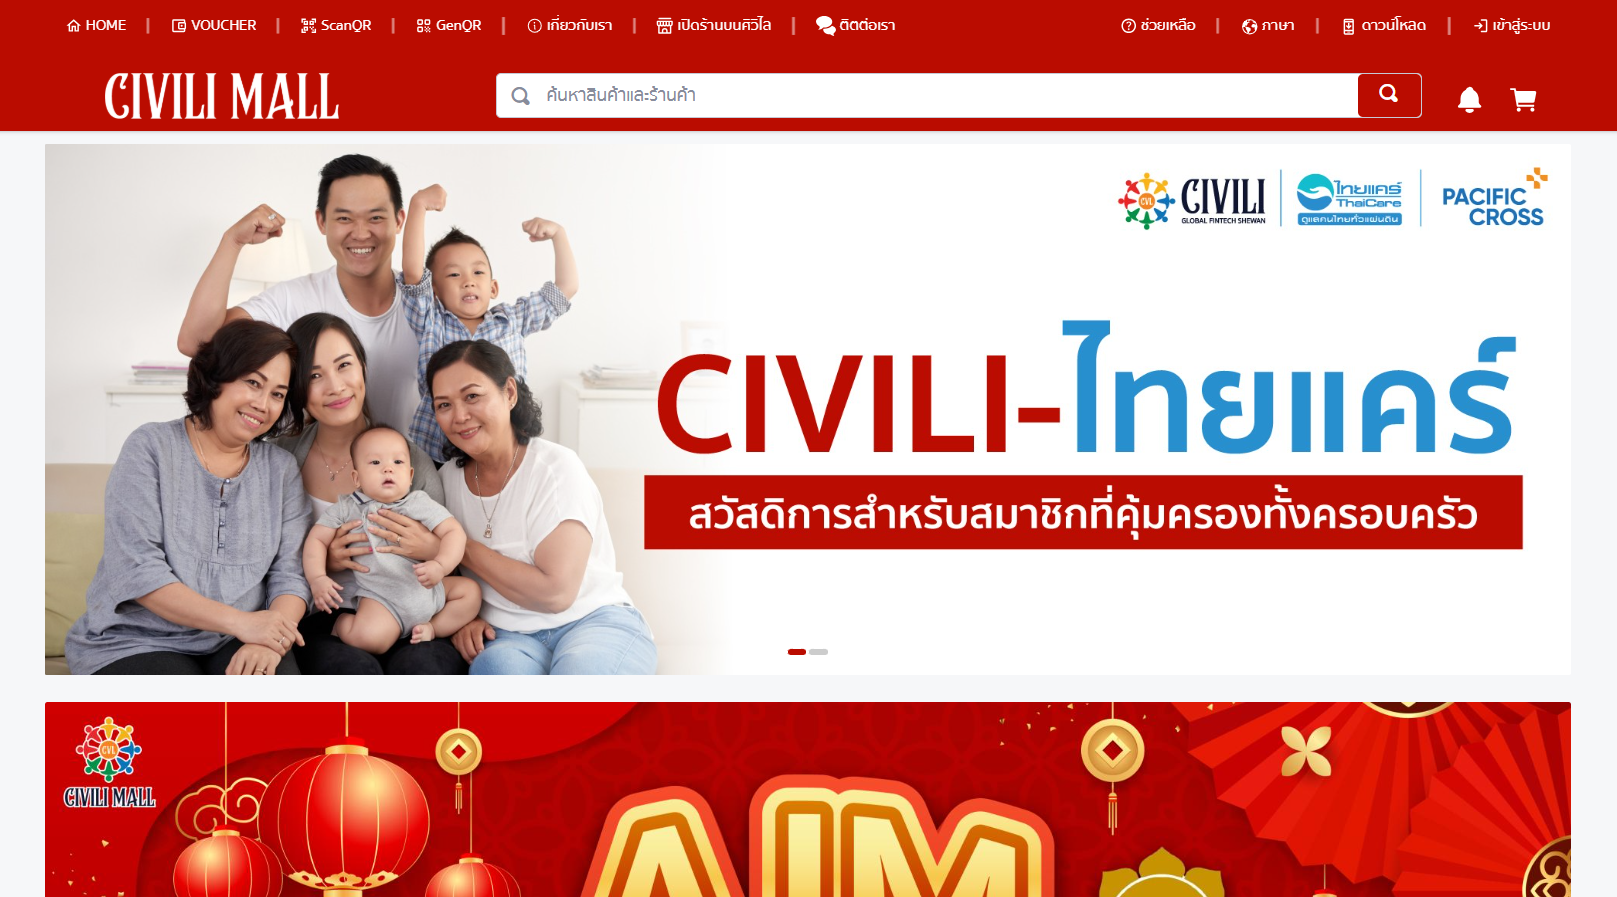 HOME | VOUCHER | ScanQR | GenQR | เกี่ยวกับเรา | เปิดร้านบนศิวิไล | ติตต่อเรา
ช่วยเหลือ | ภาษา | ดาวน์โหลด | เข้าสู่ระบบ
CIVILI MALL
ค้นหาสินค้าและร้านค้า
CVL
CIVILI
GLOBAL FINTECH SHEWAN
ไทยแคร์
ThaiCare
ดูแลคนไทยทั่วแผ่นดิน
PACIFIC
CROSS
CIVILI-ไทยแคร์
สวัสดิการสำหรับสมาชิกที่คุ้มครองทั้งครอบครัว
CVL
CIVILI MALL
AIM